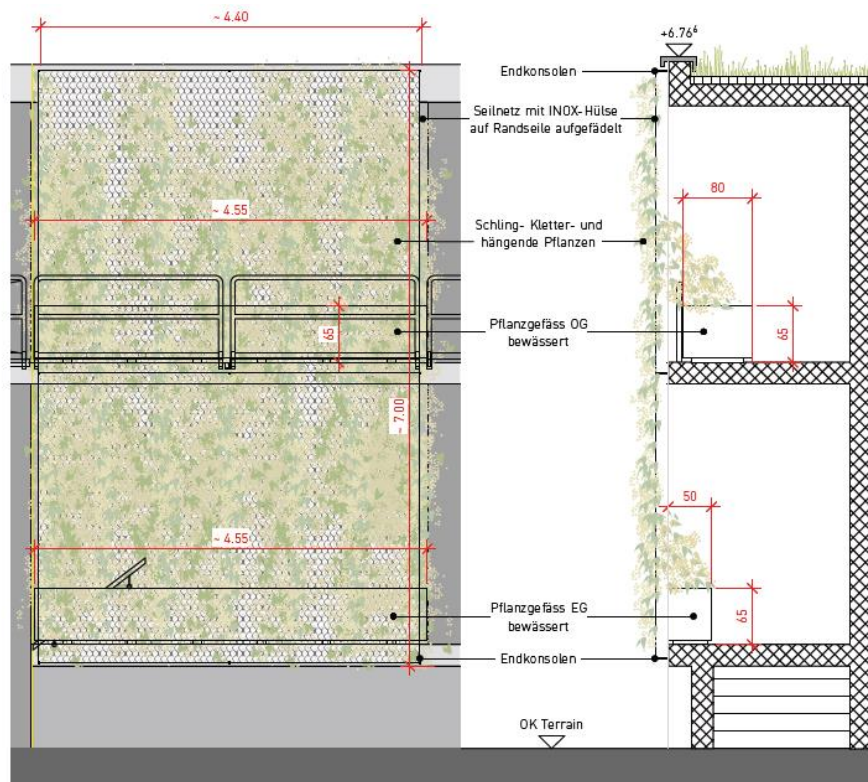 ~ 4.40
+6.76⁶
Endkonsolen
Seilnetz mit INOX-Hülse
auf Randseile aufgefädelt
80
~ 4.55
Schling- Kletter- und
hängende Pflanzen
65
Pflanzgefäss OG
bewässert
65
~ 7.00
50
~ 4.55
Pflanzgefäss EG
bewässert
65
Endkonsolen
OK Terrain